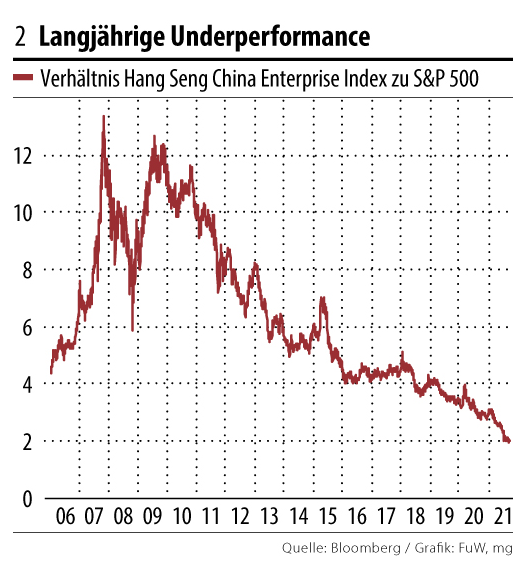 2 Langjährige Underperformance
Verhältnis Hang Seng China Enterprise Index zu S&P 500
12
10
8
6
4
2
0
06 07 08 09 10 11 12 13 14 15 16 17 18 19 20 21
Quelle: Bloomberg / Grafik: FuW, mg